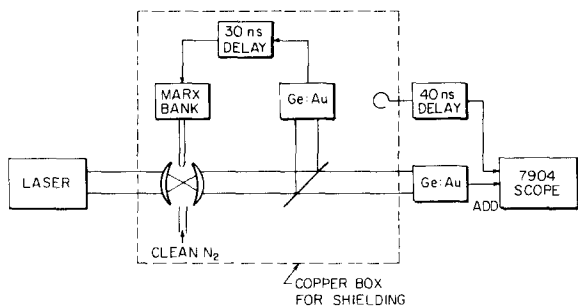 30 ns
DELAY
MARX
BANK
Ge:Au
40 ns
DELAY
LASER
Ge:Au
7904
SCOPE
ADD
CLEAN N₂
COPPER BOX
FOR SHIELDING